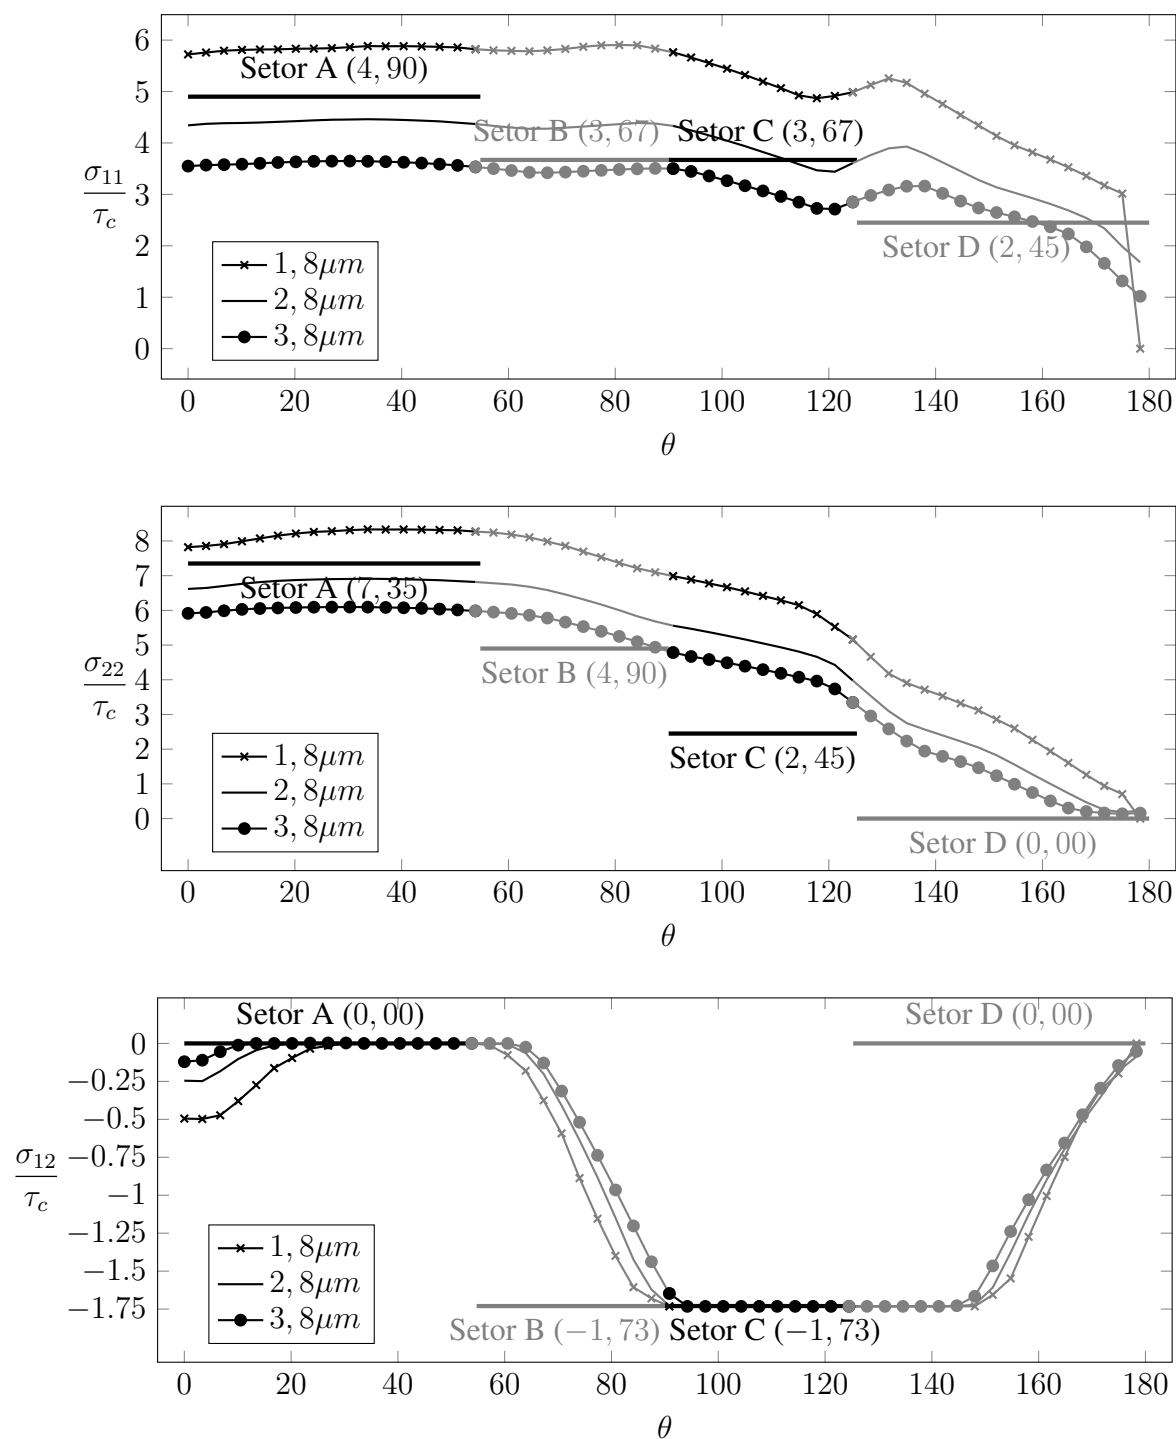 6
5
4
3
2
1
0
σ11
τc
Setor A (4, 90)
Setor B (3, 67) Setor C (3, 67)
Setor D (2, 45)
1, 8μm
2, 8μm
3, 8μm
0 20 40 60 80 100 120 140 160 180
θ
8
7
6
5
4
3
2
1
0
σ22
τc
Setor A (7, 35)
Setor B (4, 90)
Setor C (2, 45)
Setor D (0, 00)
1, 8μm
2, 8μm
3, 8μm
0 20 40 60 80 100 120 140 160 180
θ
0
−0.25
−0.5
−0.75
−1
−1.25
−1.5
−1.75
σ12
τc
Setor A (0, 00) Setor D (0, 00)
1, 8μm
2, 8μm
3, 8μm
Setor B (−1, 73) Setor C (−1, 73)
0 20 40 60 80 100 120 140 160 180
θ